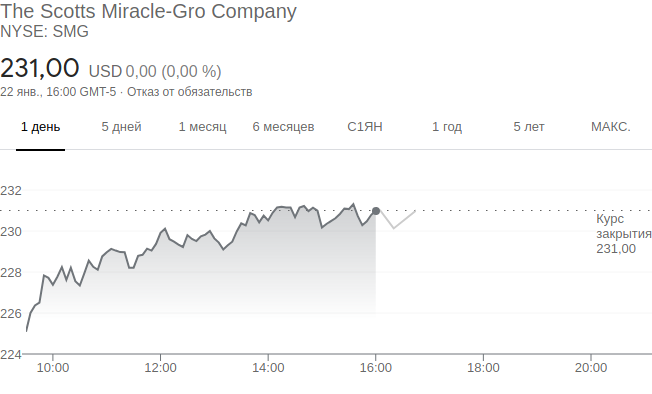 The Scotts Miracle-Gro Company
NYSE: SMG
231,00 USD 0,00 (0,00 %)
22 янв., 16:00 GMT-5 · Отказ от обязательств
1 день 5 дней 1 месяц 6 месяцев С1ЯН 1 год 5 лет МАКС.
232
Курс
закрытия
231,00
230
228
226
224
10:00 12:00 14:00 16:00 18:00 20:00